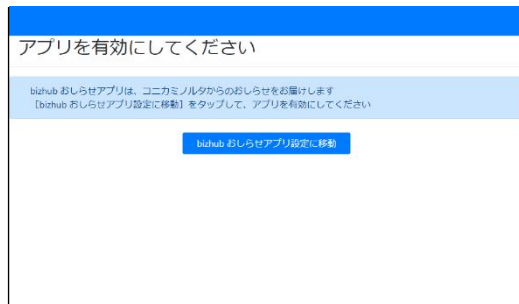 アプリを有効にしてください
bizhub おしらせアプリは、コニカミノルタからのおしらせをお届けします
［bizhub おしらせアプリ設定に移動］をタップして、アプリを有効にしてください
bizhub おしらせアプリ設定に移動